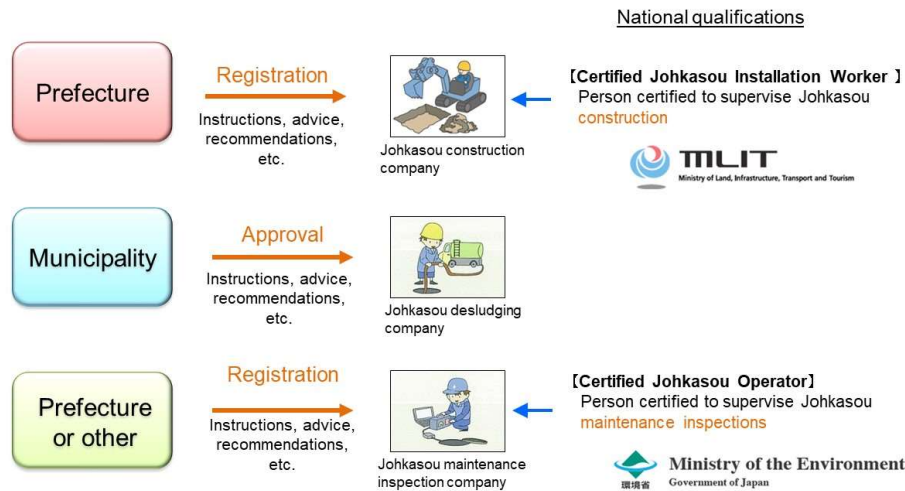 National qualifications
Prefecture
Registration
Instructions, advice,
recommendations,
etc.
Johkasou construction
company
【Certified Johkasou Installation Worker 】
Person certified to supervise Johkasou
construction
MLIT
Ministry of Land, Infrastructure, Transport and Tourism
Municipality
Approval
Instructions, advice,
recommendations,
etc.
Johkasou desludging
company
Prefecture
or other
Registration
Instructions, advice,
recommendations,
etc.
Johkasou maintenance
inspection company
【Certified Johkasou Operator】
Person certified to supervise Johkasou
maintenance inspections
環境省
Ministry of the Environment
Government of Japan